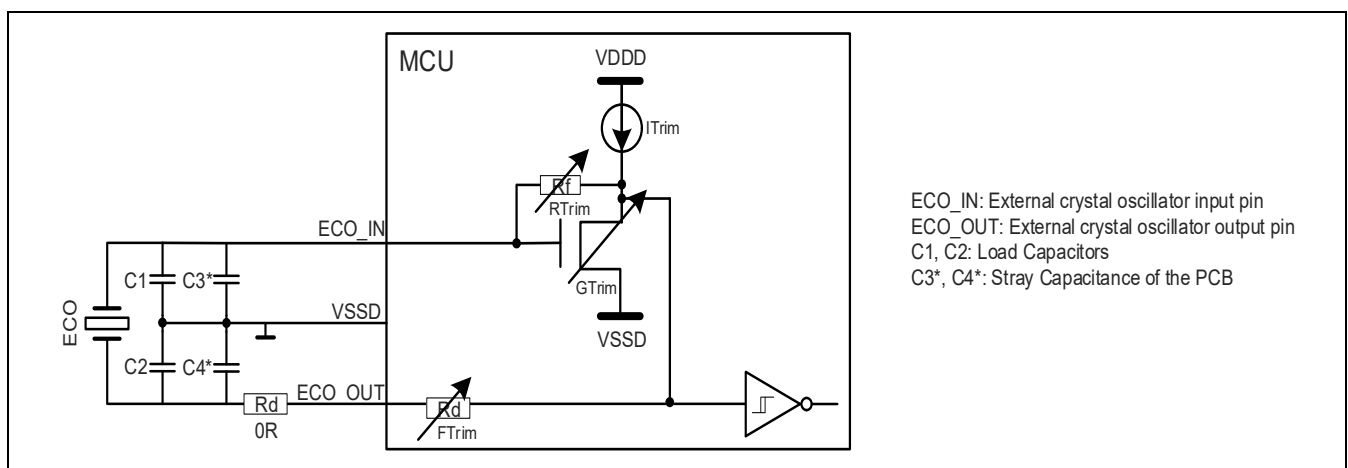 MCU
VDDD
ITrim
Rf
RTrim
ECO_IN
GTrim
C1
C3*
VSSD
VSSD
ECO
C2
C4*
ECO_OUT
Rd
0R
Rd
FTrim
ECO_IN: External crystal oscillator input pin
ECO_OUT: External crystal oscillator output pin
C1, C2: Load Capacitors
C3*, C4*: Stray Capacitance of the PCB